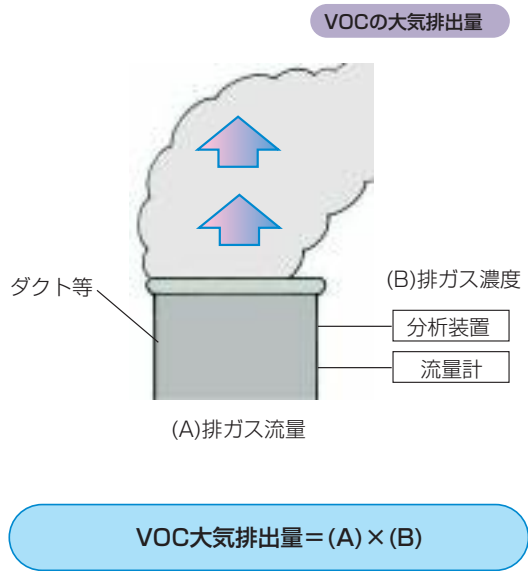 VOCの大気排出量
ダクト等
(B)排ガス濃度
分析装置
流量計
(A)排ガス流量
VOC大気排出量＝(A)×(B)